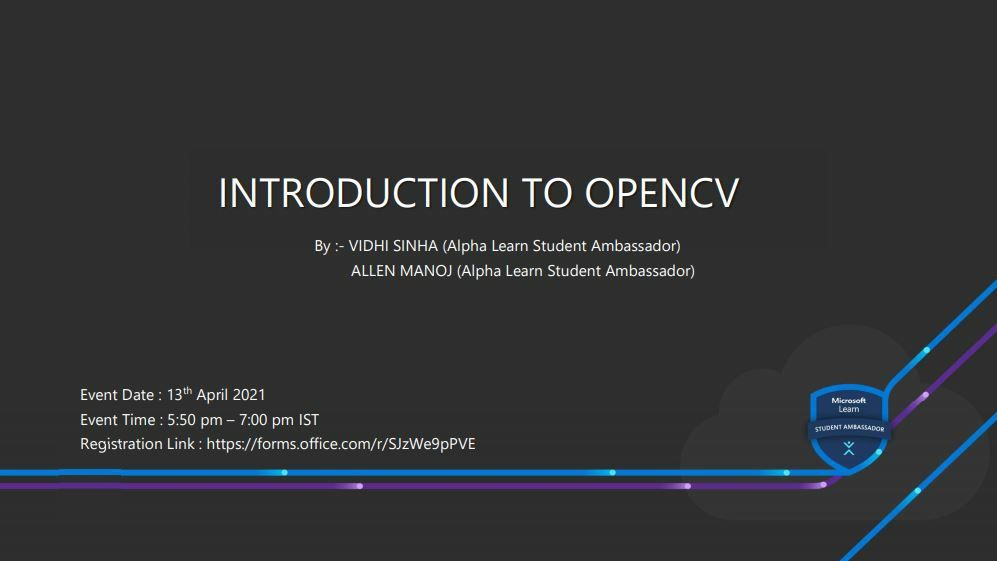 INTRODUCTION TO OPENCV
By :- VIDHI SINHA (Alpha Learn Student Ambassador)
ALLEN MANOJ (Alpha Learn Student Ambassador)
Event Date : 13th April 2021
Event Time : 5:50 pm – 7:00 pm IST
Registration Link : https://forms.office.com/r/SJzWe9pPVE
Microsoft
Learn
STUDENT AMBASSADOR